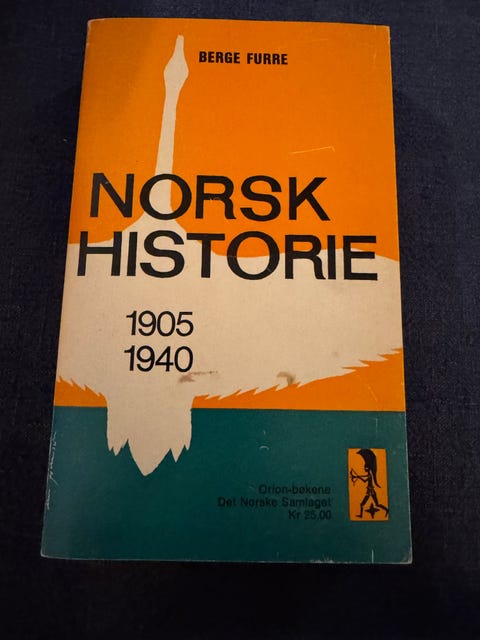 BERGE FURRE
NORSK
HISTORIE
1905
1940
Orion-bøkene
Det Norske Samlaget
Kr 25.00